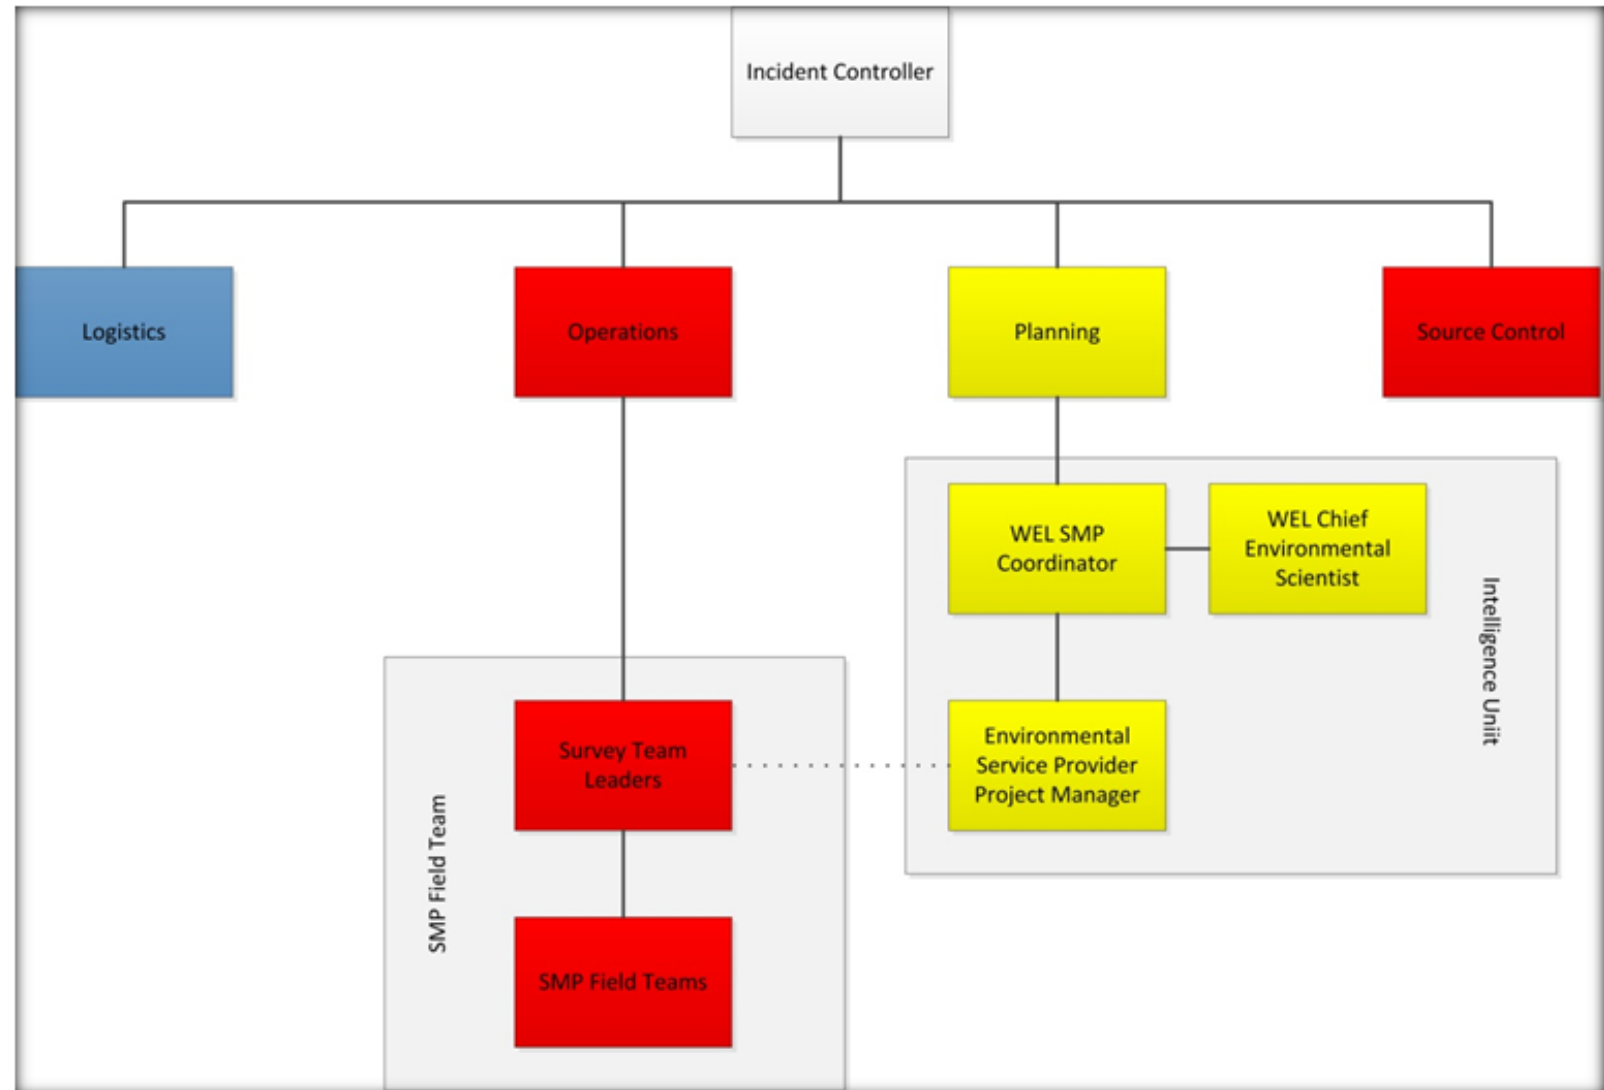 Incident Controller
Logistics
Operations
Planning
Source Control
WEL SMP
Coordinator
WEL Chief
Environmental
Scientist
Intelligence Uniit
Survey Team
Leaders
Environmental
Service Provider
Project Manager
SMP Field Team
SMP Field Teams